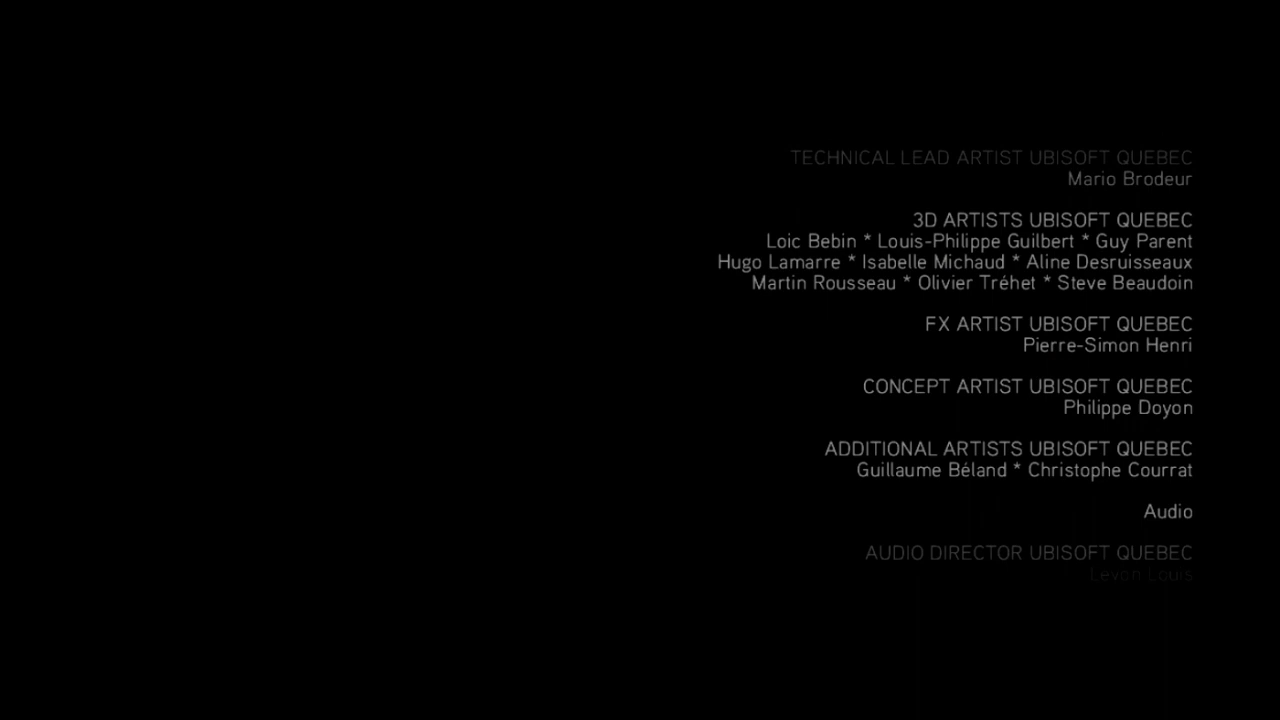 TECHNICAL LEAD ARTIST UBISOFT QUEBEC
Mario Brodeur
3D ARTISTS UBISOFT QUEBEC
Loic Bebin * Louis-Philippe Guilbert * Guy Parent
Hugo Lamarre * Isabelle Michaud * Aline Desruisseaux
Martin Rousseau * Olivier Tréhet * Steve Beaudoin
FX ARTIST UBISOFT QUEBEC
Pierre-Simon Henri
CONCEPT ARTIST UBISOFT QUEBEC
Philippe Doyon
ADDITIONAL ARTISTS UBISOFT QUEBEC
Guillaume Béland * Christophe Courrat
Audio
AUDIO DIRECTOR UBISOFT QUEBEC
Levon Louis